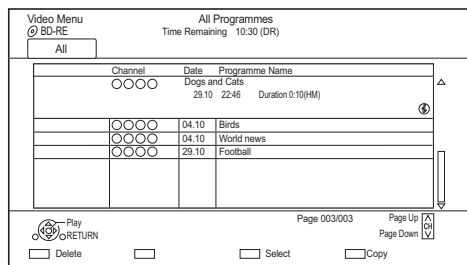 Video Menu All Programmes
BD-RE Time Remaining 10:30 (DR)
All
Channel Date Programme Name
Dogs and Cats
29.10 22:46 Duration 0:10(HM)
04.10 Birds
04.10 World news
29.10 Football
Play Page 003/003 Page Up
CH
RETURN Page Down
Delete Select Copy